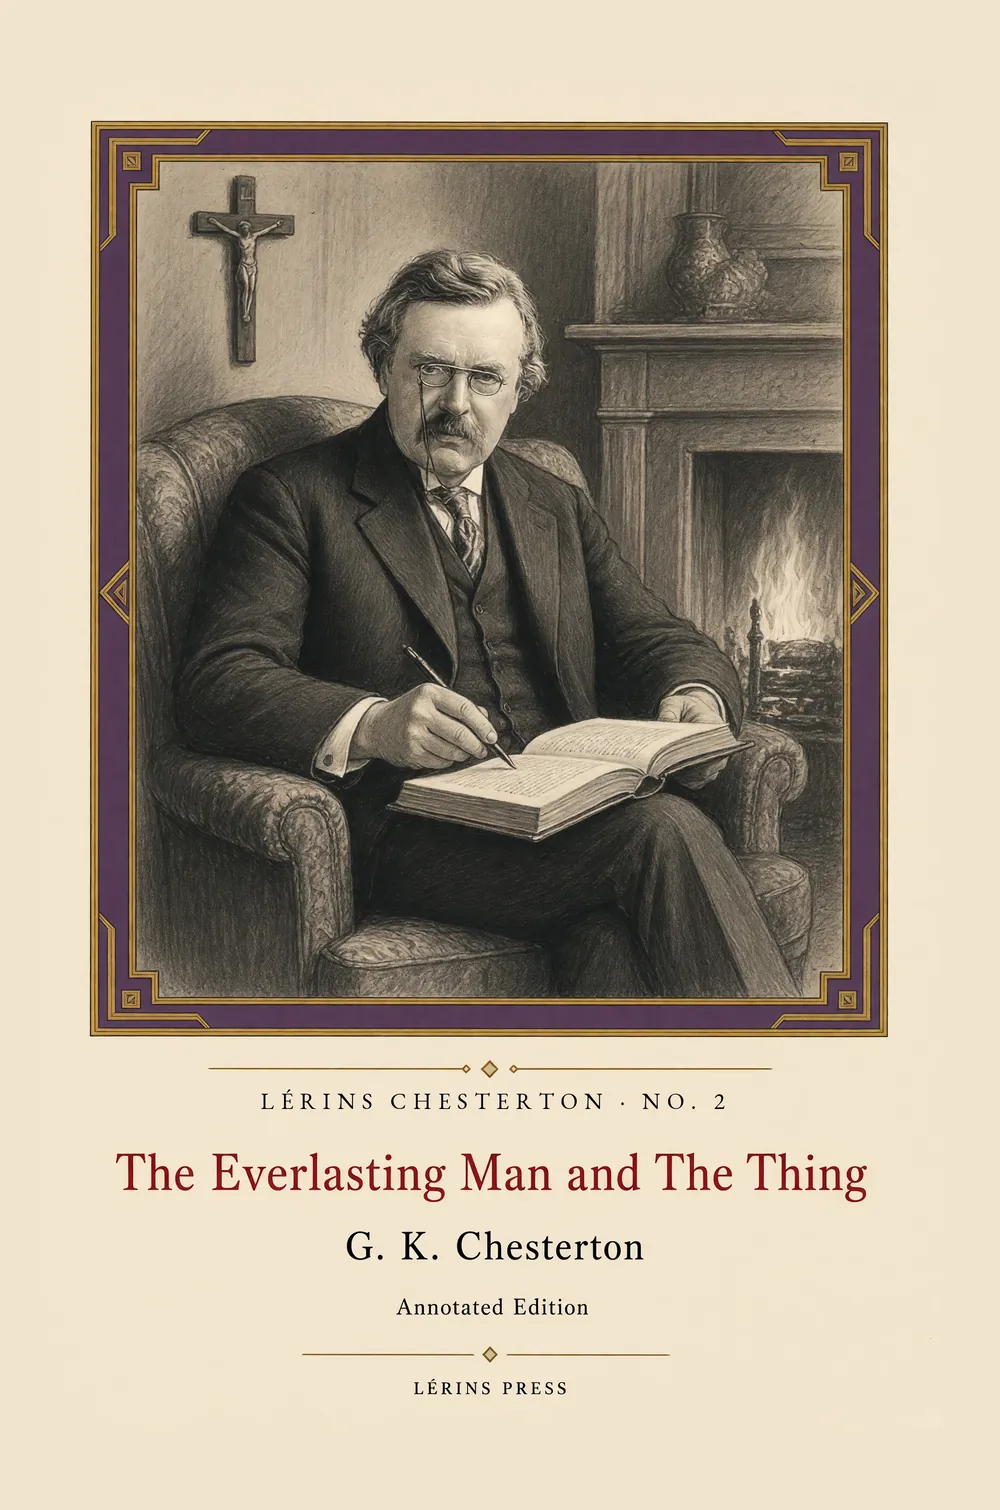 LÉRINS CHESTERTON · NO. 2
The Everlasting Man and The Thing
G. K. Chesterton
Annotated Edition
LÉRINS PRESS